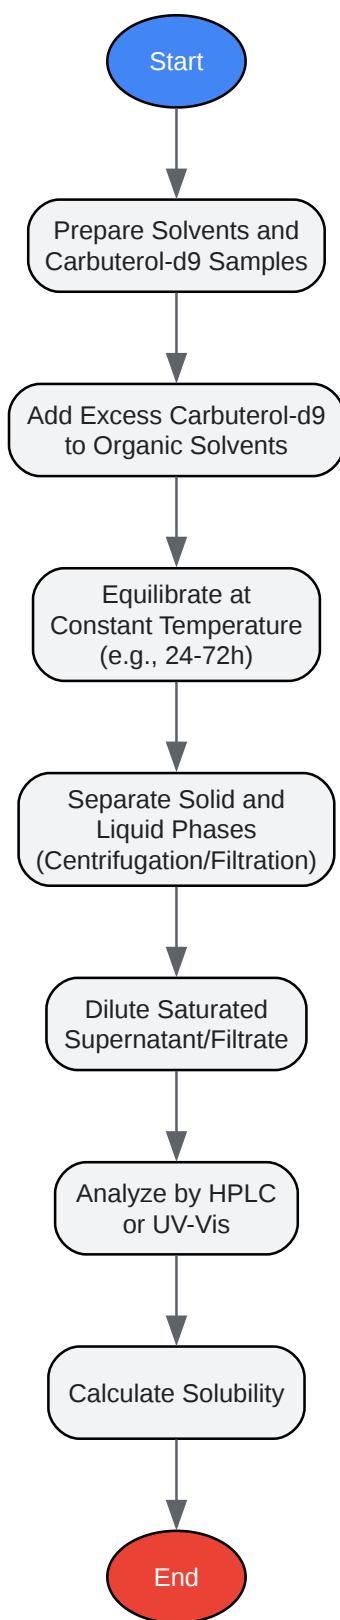 Start
Prepare Solvents and
Carbuterol-d9 Samples
Add Excess Carbuterol-d9
to Organic Solvents
Equilibrate at
Constant Temperature
(e.g., 24-72h)
Separate Solid and
Liquid Phases
(Centrifugation/Filtration)
Dilute Saturated
Supernatant/Filtrate
Analyze by HPLC
or UV-Vis
Calculate Solubility
End